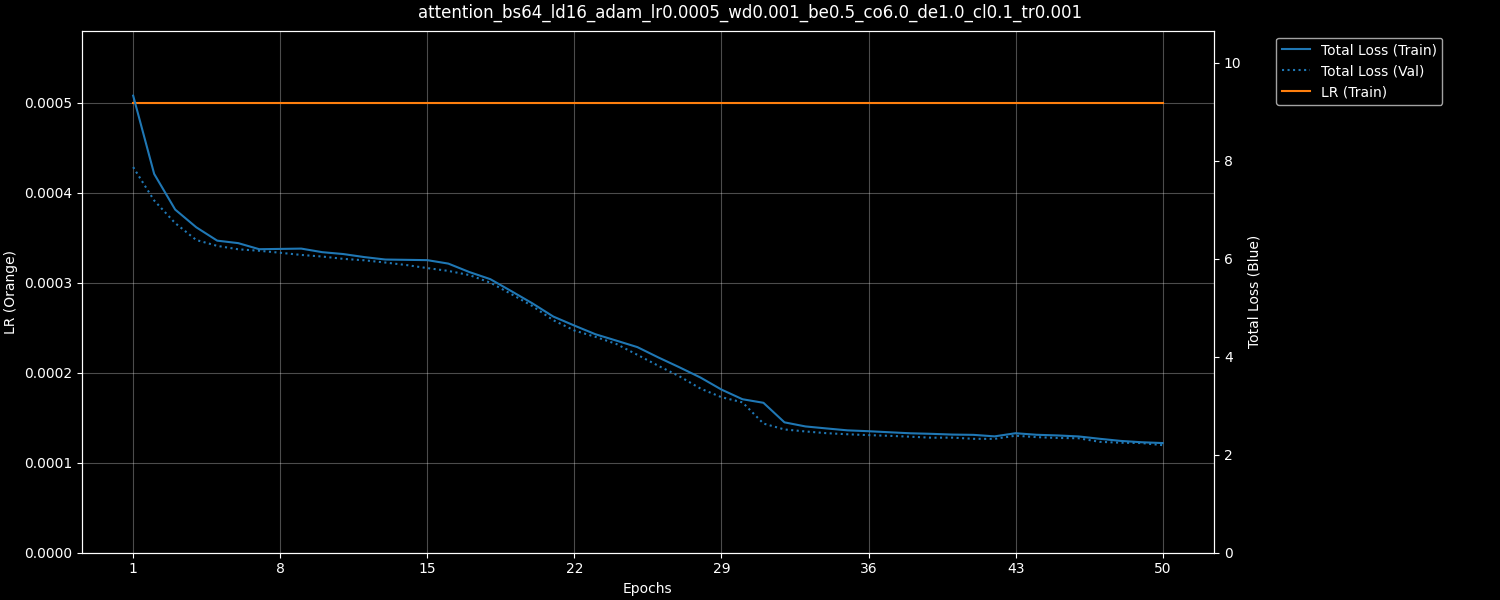 attention_bs64_ld16_adam_lr0.0005_wd0.001_be0.5_co6.0_de1.0_cl0.1_tr0.001
Total Loss (Train)
Total Loss (Val)
LR (Train)
LR (Orange)
0.0005
0.0004
0.0003
0.0002
0.0001
0.0000
10
8
6
4
2
0
Total Loss (Blue)
1 8 15 22 29 36 43 50
Epochs